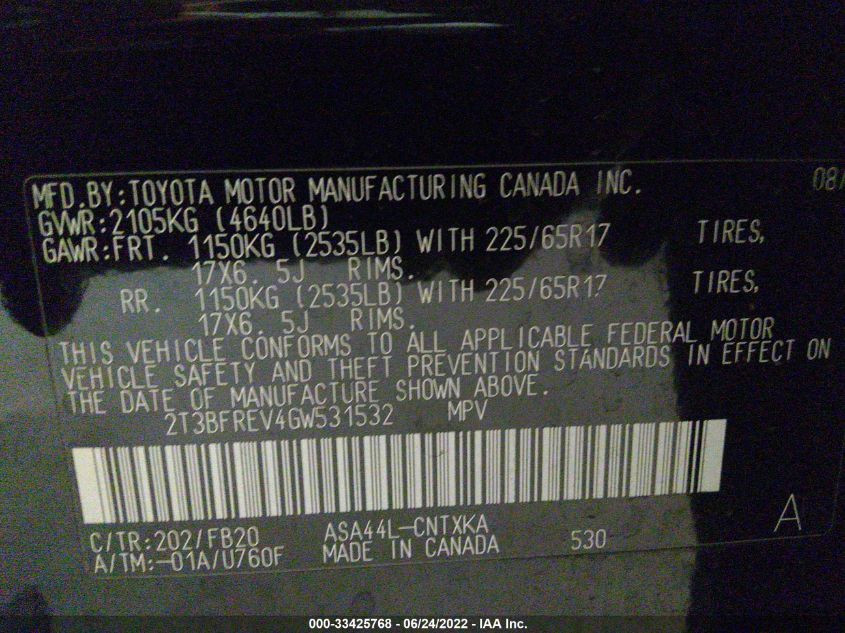 MFD.BY:TOYOTA MOTOR MANUFACTURING CANADA INC. 08/
GVWR:2105KG (4640LB)
GAWR:FRT. 1150KG (2535LB) WITH 225/65R17 TIRES,
17X6. 5J RIMS.
RR. 1150KG (2535LB) WITH 225/65R17 TIRES,
17X6. 5J RIMS.
THIS VEHICLE CONFORMS TO ALL APPLICABLE FEDERAL MOTOR
VEHICLE SAFETY AND THEFT PREVENTION STANDARDS IN EFFECT ON
THE DATE OF MANUFACTURE SHOWN ABOVE.
2T3BFREV4GW531532 MPV
C/TR:202/FB20 ASA44L-CNTXKA
A/TM:-01A/U760F MADE IN CANADA 530 A
000-33425768 - 06/24/2022 - IAA Inc.